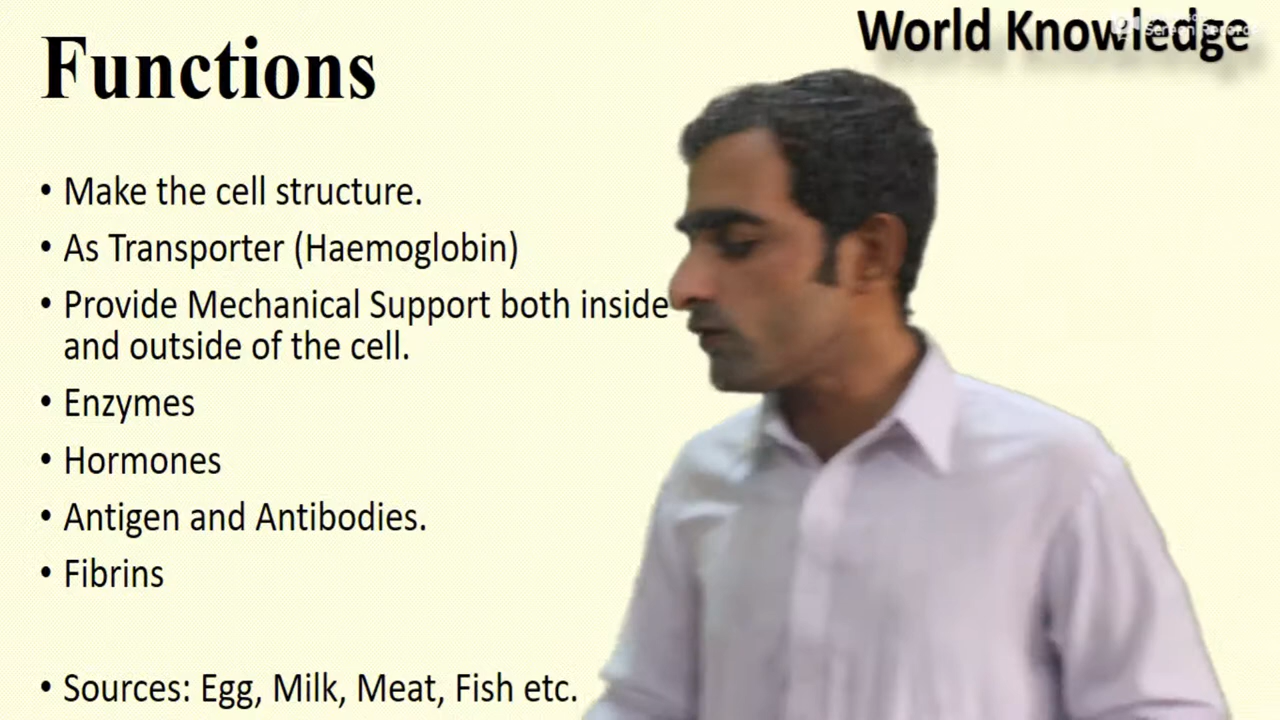 World Knowledge
Functions
• Make the cell structure.
• As Transporter (Haemoglobin)
• Provide Mechanical Support both inside
and outside of the cell.
• Enzymes
• Hormones
• Antigen and Antibodies.
• Fibrins
• Sources: Egg, Milk, Meat, Fish etc.